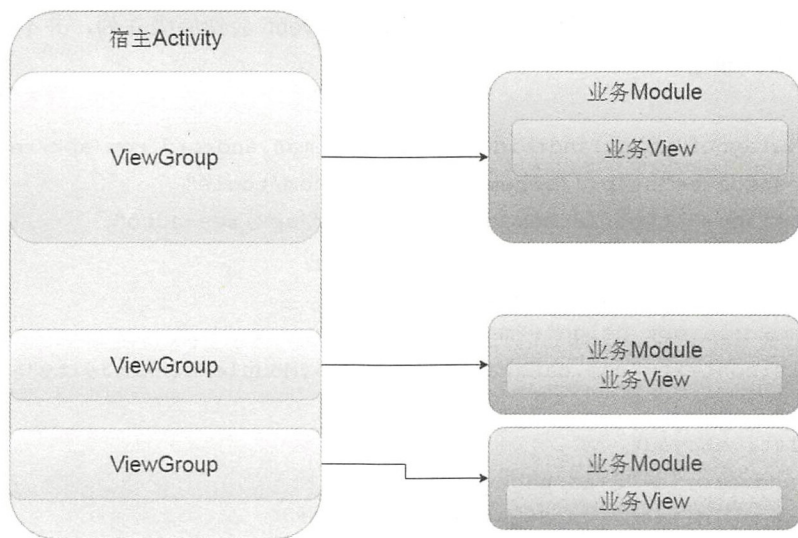 宿主Activity
ViewGroup
业务Module
业务View
ViewGroup
业务Module
业务View
ViewGroup
业务Module
业务View